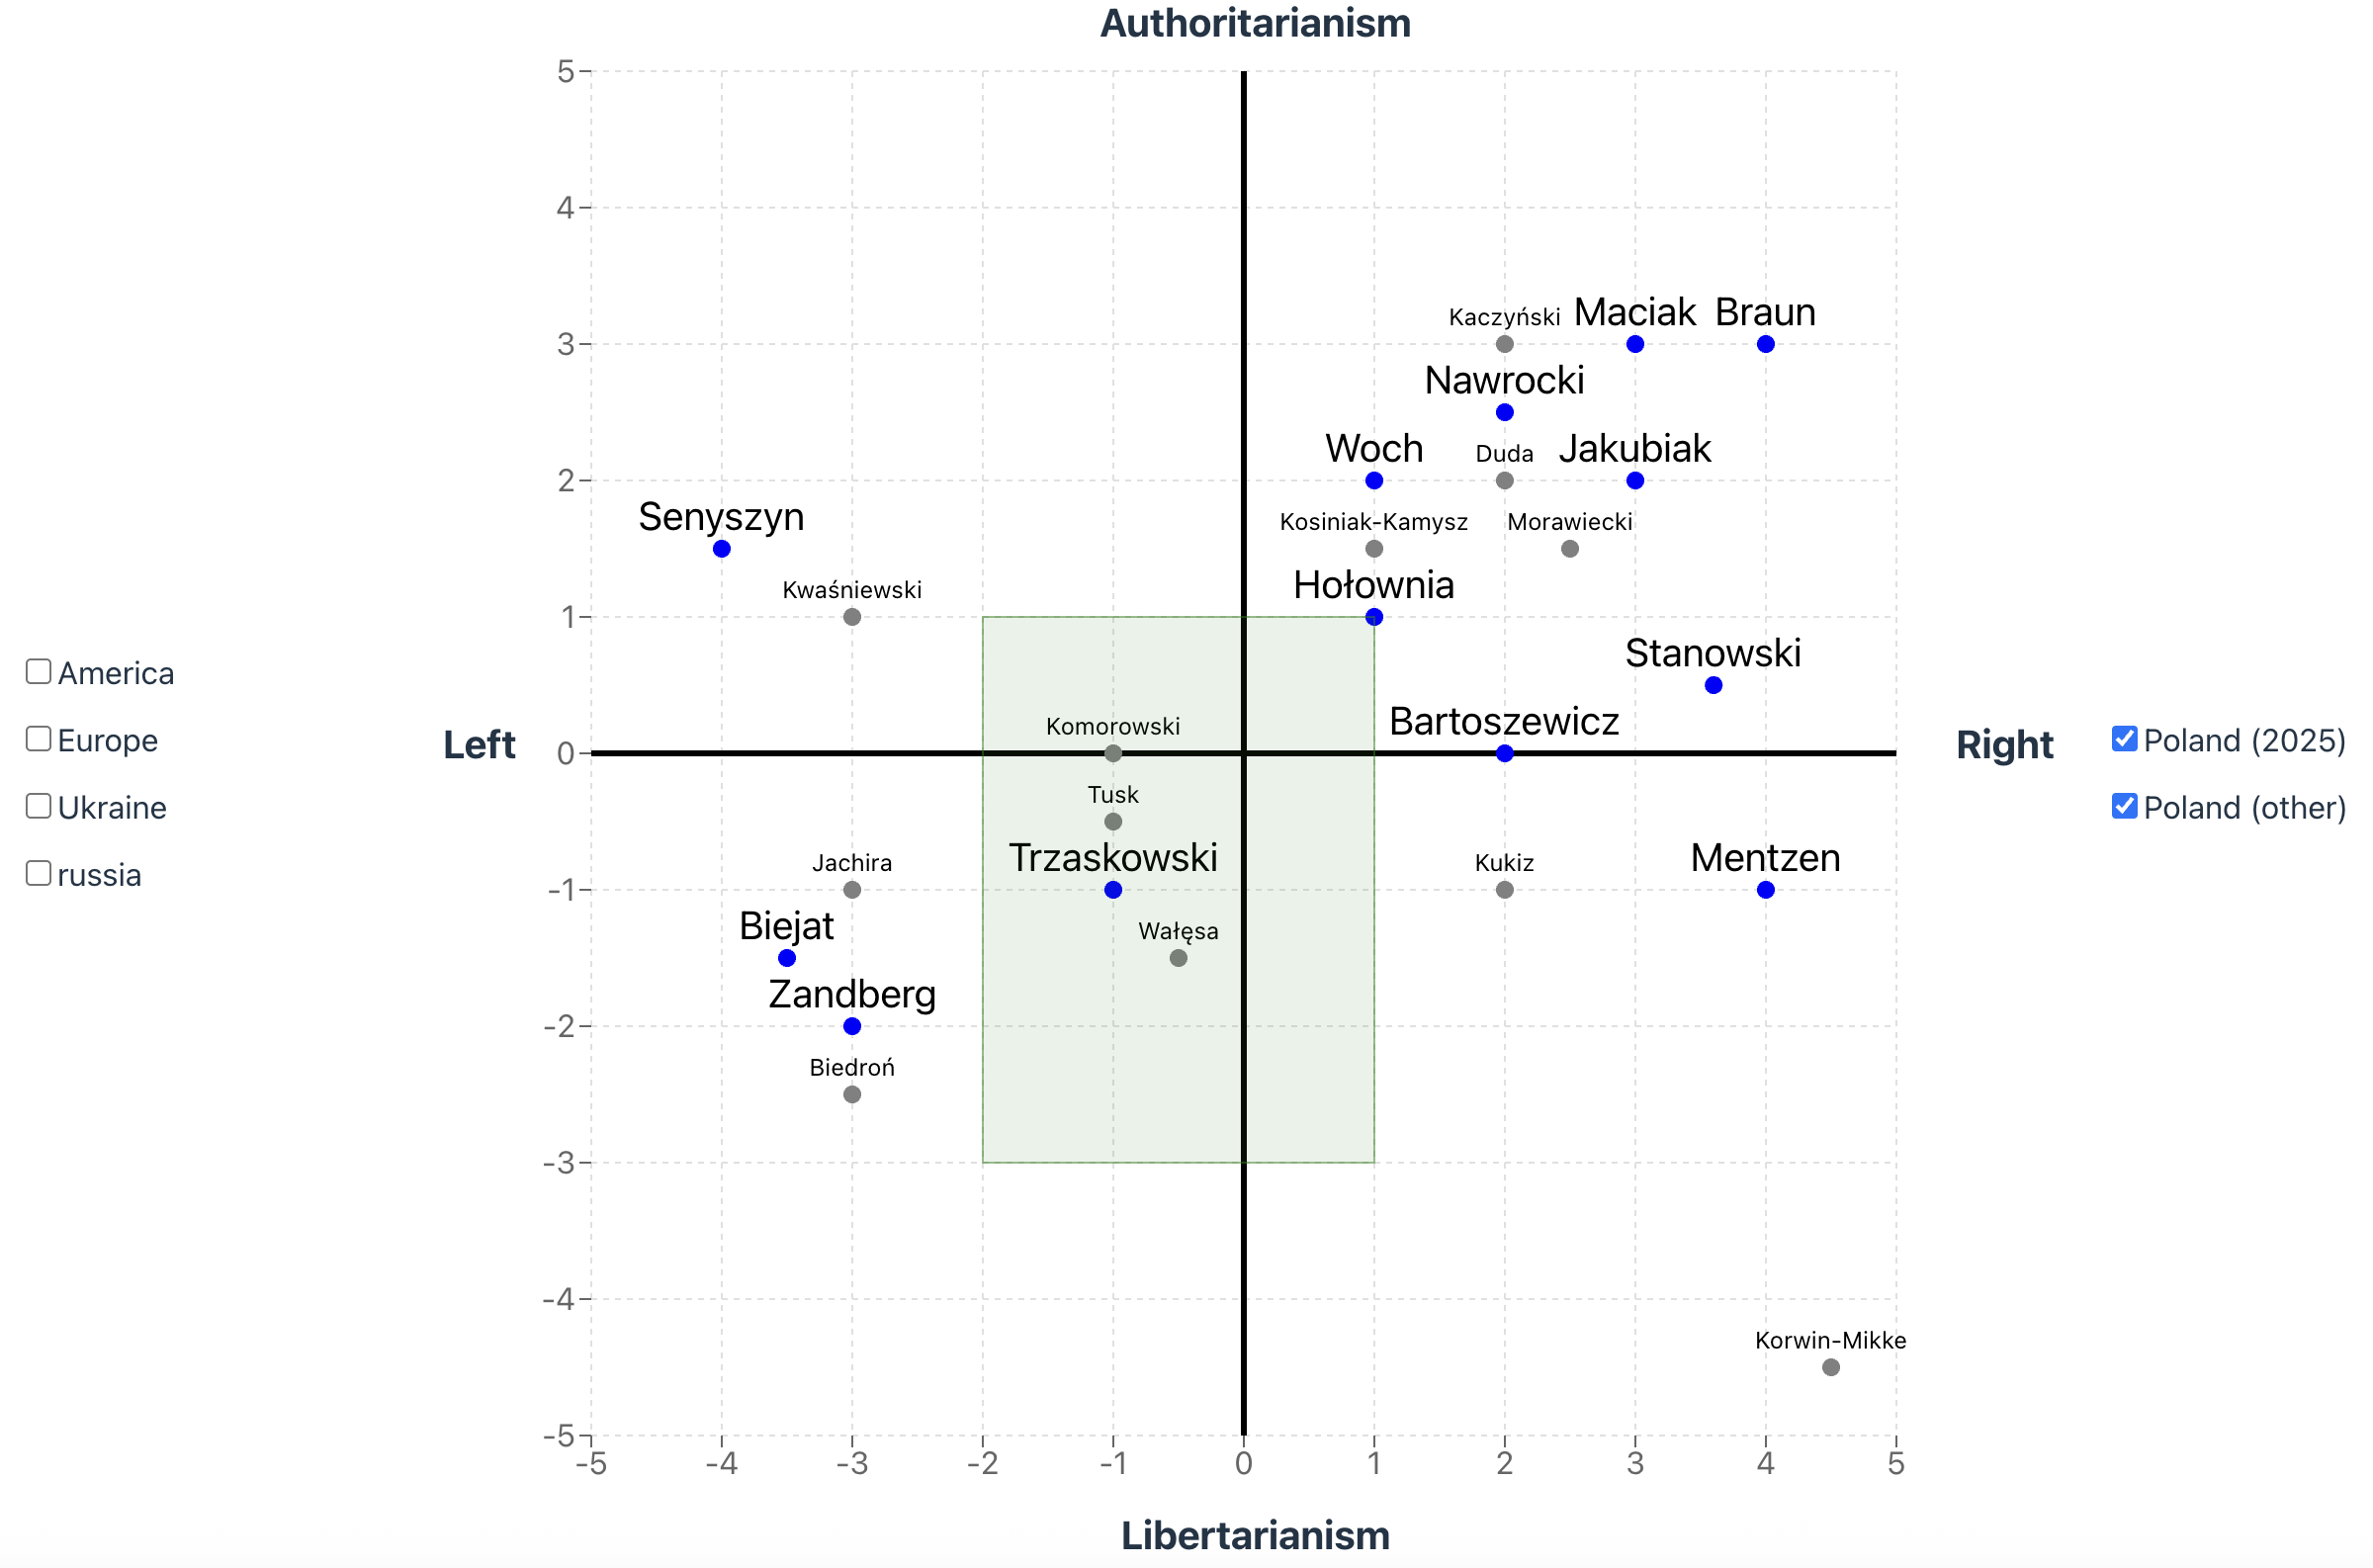 Authoritarianism
5
4
Kaczyński Maciak Braun
3
Nawrocki
Woch Duda Jakubiak
2
Senyszyn Kosiniak-Kamysz Morawiecki
Kwaśniewski Hołownia
1
America
Stanowski
Europe Left Komorowski Bartoszewicz Right Poland (2025)
0
Ukraine Tusk Poland (other)
russia Jachira Trzaskowski Kukiz Mentzen
-1
Biejat Wałęsa
Zandberg
-2
Biedroń
-3
-4
Korwin-Mikke
-5
-5 -4 -3 -2 -1 0 1 2 3 4 5
Libertarianism